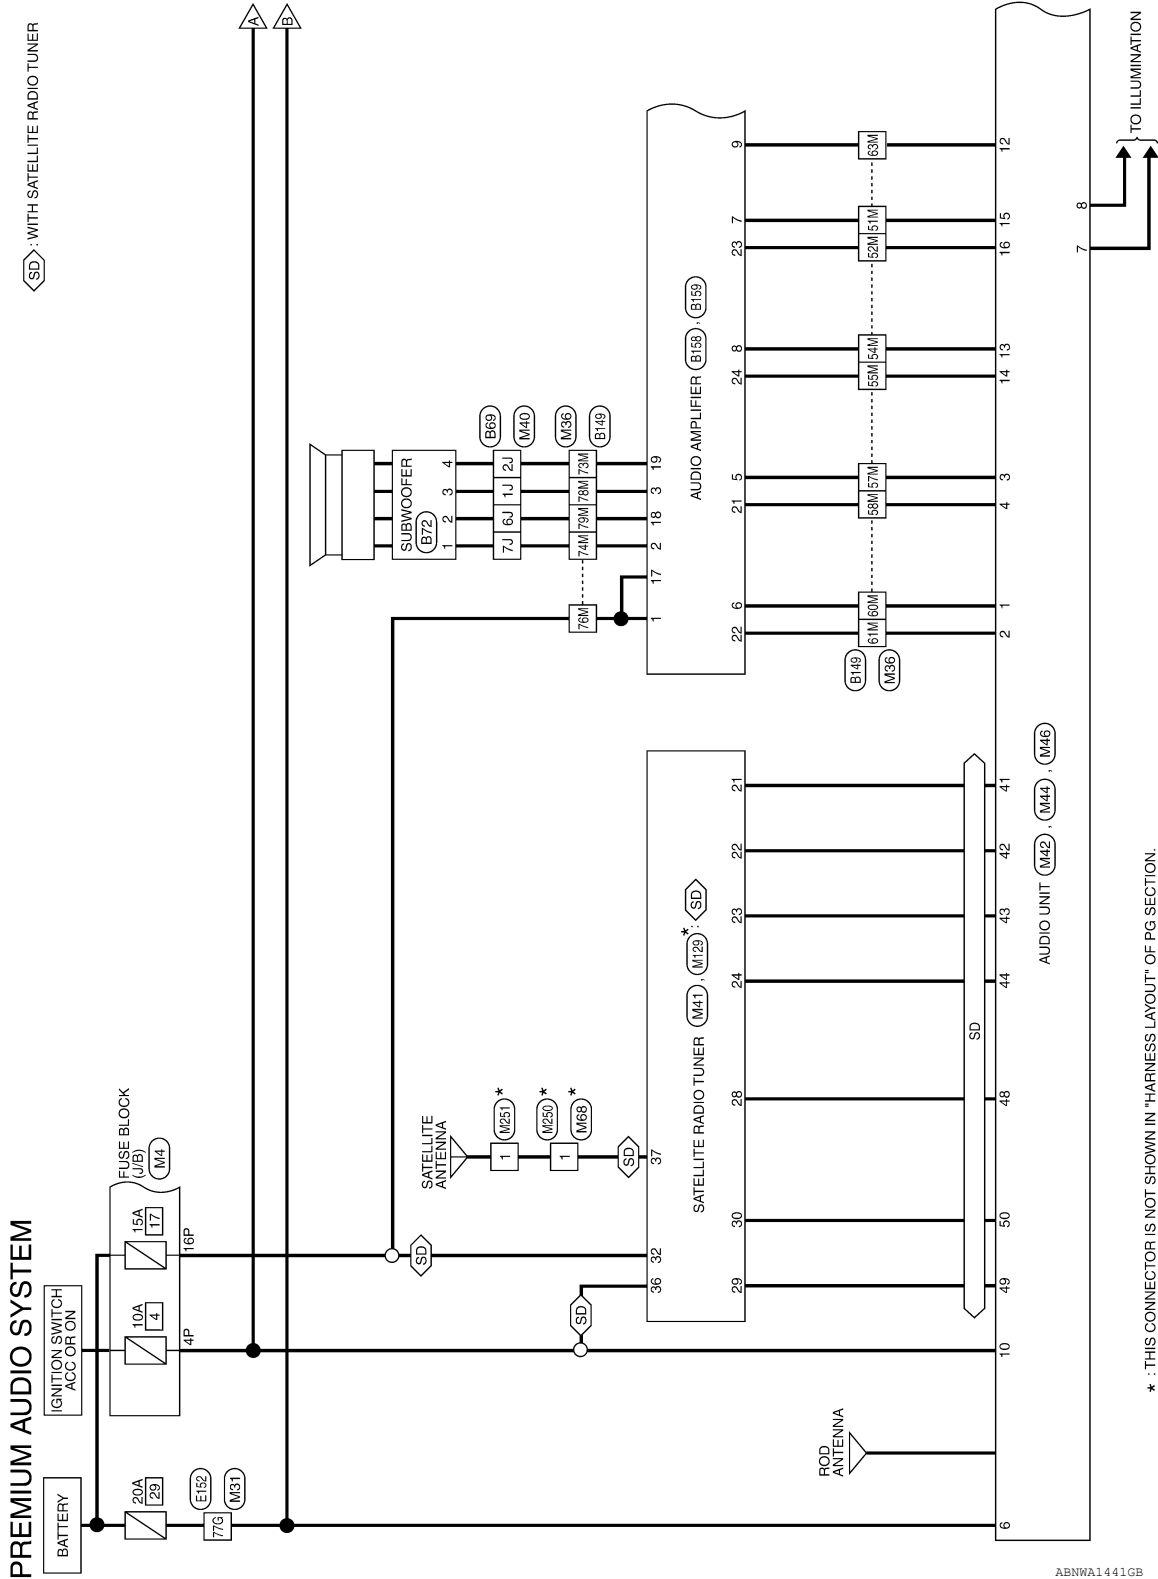 PREMIUM AUDIO SYSTEM
SD : WITH SATELLITE RADIO TUNER
BATTERY
IGNITION SWITCH
ACC OR ON
FUSE BLOCK
(J/B)
M4
20A
29
10A
4
15A
17
4P
16P
77G
E152
M31
A
B
SATELLITE
ANTENNA
1
M251 *
1
M250 *
M68 *
SD
SD
SD
SUBWOOFER
B72
1 2 3 4
7J 6J 1J 2J
B69
M40
76M 74M 79M 78M 73M
M36
B149
36 32 37
SATELLITE RADIO TUNER M41 , M129 * : SD
29 30 28 24 23 22 21
1 17 2 18 3 19
AUDIO AMPLIFIER B158 , B159
22 6 21 5 24 8 23 7 9
B149
M36
61M 60M 58M 57M 55M 54M 52M 51M 63M
ROD
ANTENNA
SD
6 10 49 50 48 44 43 42 41 2 1 4 3 14 13 16 15 12
AUDIO UNIT M42 , M44 , M46
7 8
TO ILLUMINATION
* : THIS CONNECTOR IS NOT SHOWN IN "HARNESS LAYOUT" OF PG SECTION.
ABNWA1441GB